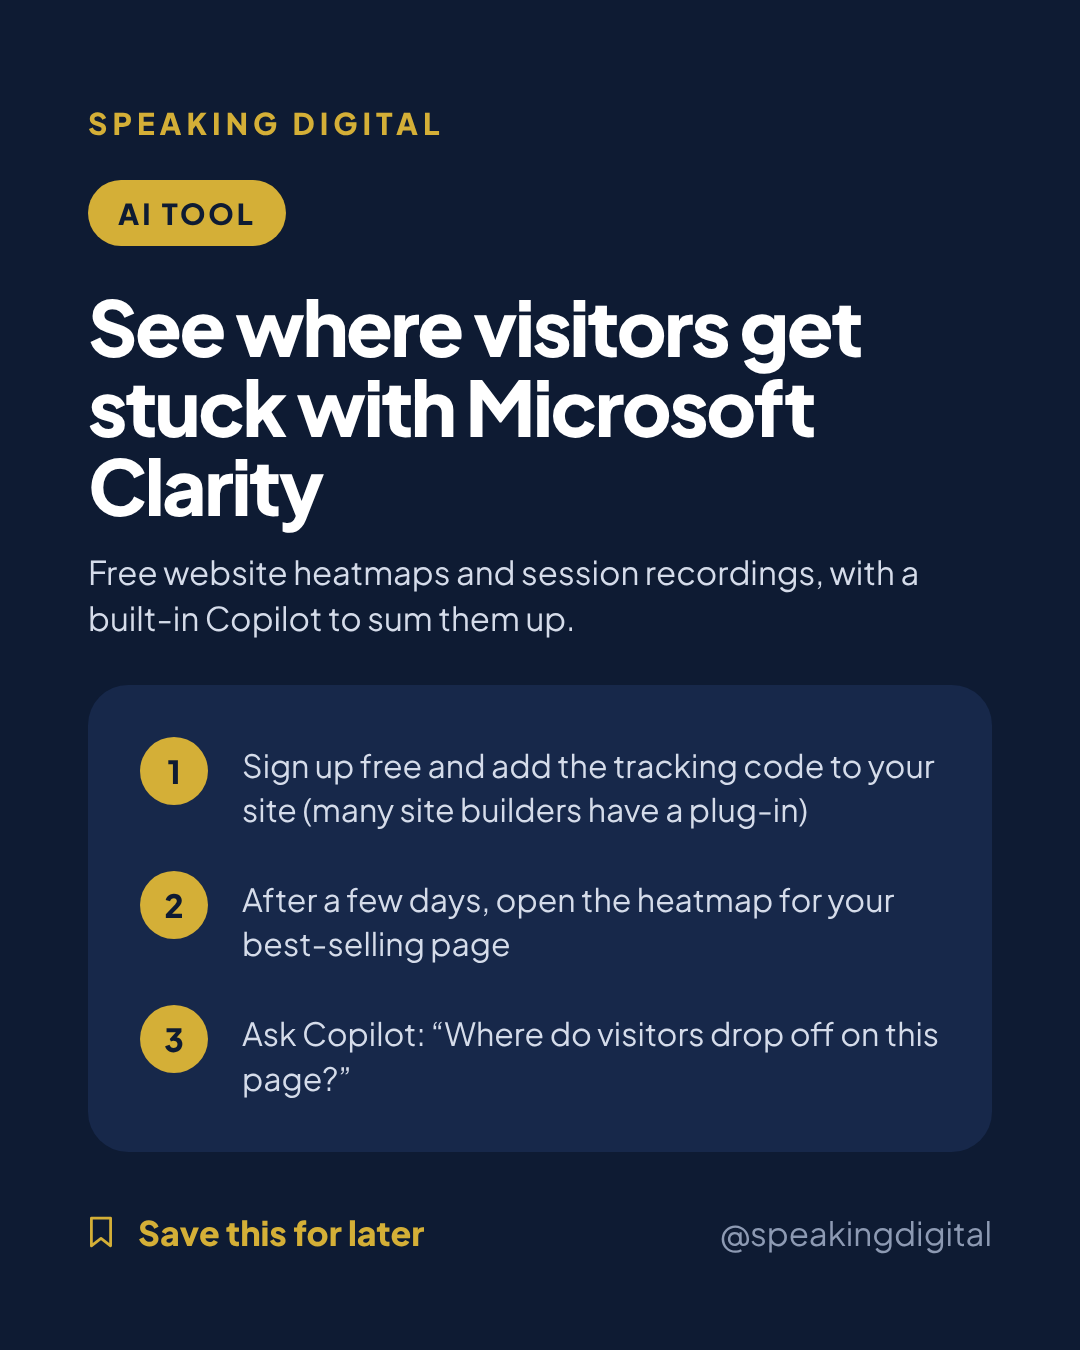 SPEAKING DIGITAL
AI TOOL
See where visitors get
stuck with Microsoft
Clarity
Free website heatmaps and session recordings, with a
built-in Copilot to sum them up.
1
Sign up free and add the tracking code to your
site (many site builders have a plug-in)
2
After a few days, open the heatmap for your
best-selling page
3
Ask Copilot: “Where do visitors drop off on this
page?”
Save this for later
@speakingdigital